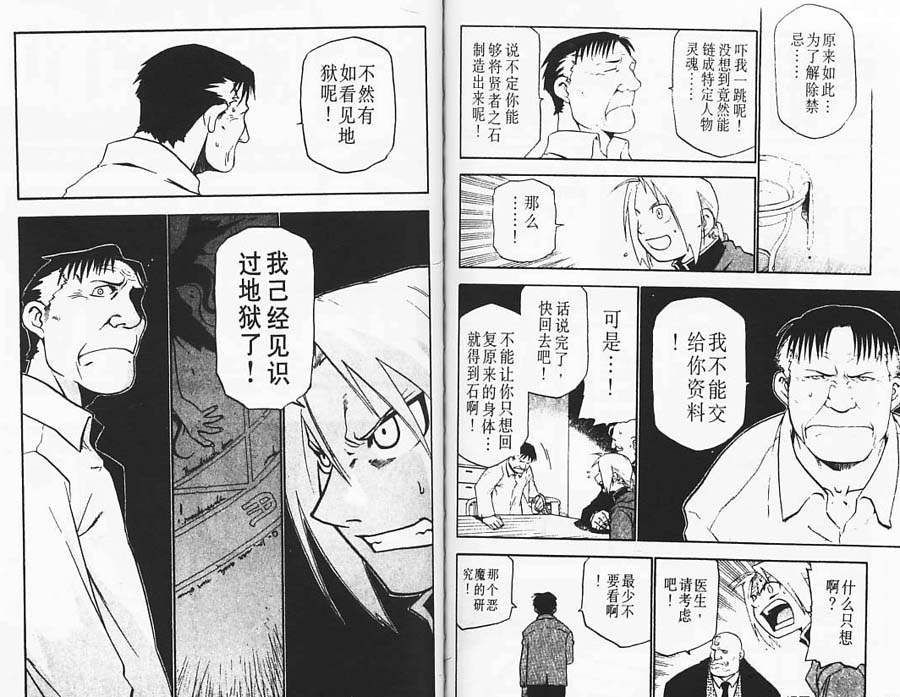 原来如此…
为了解除禁
忌……
吓我一跳呢！
没想到竟然能
链成特定人物
灵魂……
说不定你能
够将贤者之石
制造出来呢！
那么
……！
我不能交
给你资料
！
可是…！
话说完了，
快回去吧！
不能让你只想回
复原来的身体…
就得到石啊！
什么只想
啊？
医生，
请考虑
吧！
最少不
要看啊
！
那个恶
魔的研
究！
不然有
如看见地
狱呢！
我己经见识
过地狱了！